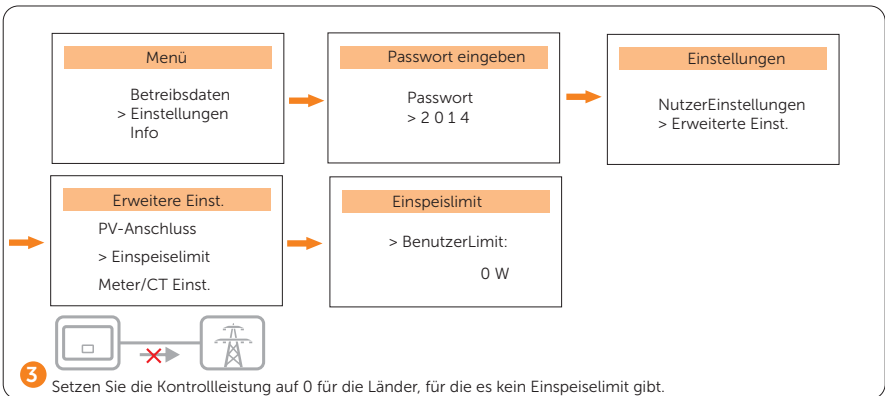 Menü
Betreibsdaten
> Einstellungen
Info
Passwort eingeben
Passwort
> 2 0 1 4
Einstellungen
NutzerEinstellungen
> Erweiterte Einst.
Erweitere Einst.
PV-Anschluss
> Einspeiselimit
Meter/CT Einst.
Einspeislimit
> BenutzerLimit:
0 W
3
Setzen Sie die Kontrollleistung auf 0 für die Länder, für die es kein Einspeiselimit gibt.